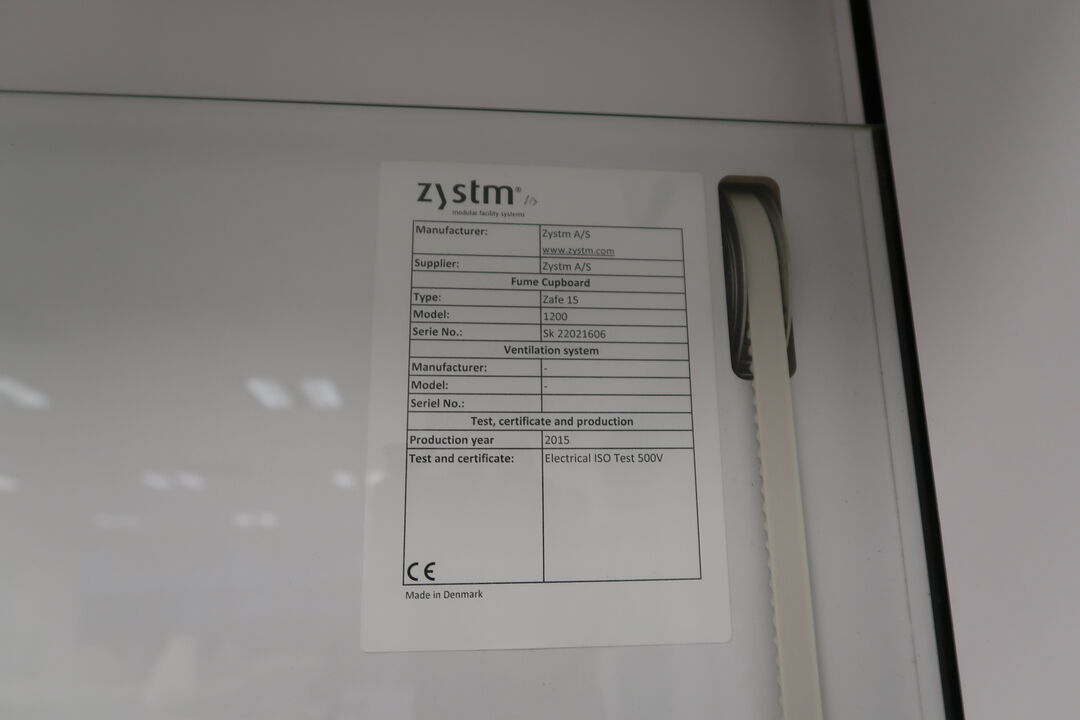 zystm®
modular facility systems
Manufacturer: Zystm A/S
www.zystm.com
Supplier: Zystm A/S
Fume Cupboard
Type: Zafe 15
Model: 1200
Serie No.: Sk 22021606
Ventilation system
Manufacturer: -
Model: -
Seriel No.:
Test, certificate and production
Production year 2015
Test and certificate: Electrical ISO Test 500V
CE
Made in Denmark